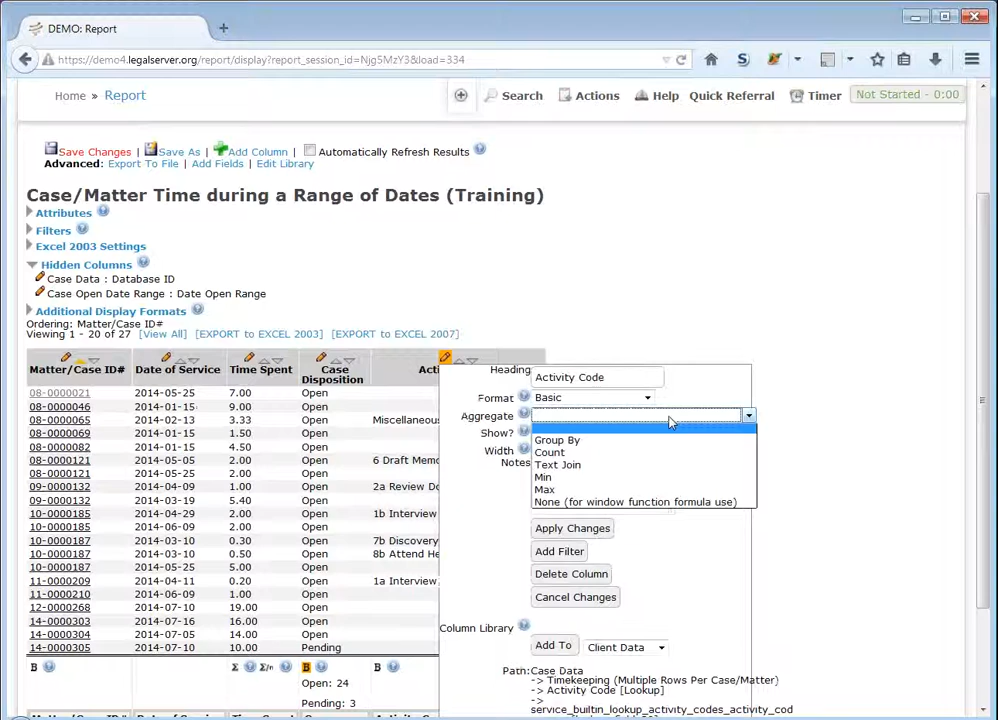 DEMO: Report
https://demo4.legalserver.org/report/display?report_session_id=Njg5MzY3&load=334
Home » Report
Search Actions Help Quick Referral Timer Not Started - 0:00
Save Changes | Save As | Add Column | Automatically Refresh Results
Advanced: Export To File | Add Fields | Edit Library
Case/Matter Time during a Range of Dates (Training)
Attributes
Filters
Excel 2003 Settings
Hidden Columns
Case Data : Database ID
Case Open Date Range : Date Open Range
Additional Display Formats
Ordering: Matter/Case ID#
Viewing 1 - 20 of 27 [View All] [EXPORT to EXCEL 2003] [EXPORT to EXCEL 2007]
Matter/Case ID# Date of Service Time Spent Case Disposition Acti
08-0000021 2014-05-25 7.00 Open
08-0000046 2014-01-15 9.00 Open
08-0000065 2014-02-13 3.33 Open Miscellaneous
08-0000069 2014-01-15 1.50 Open
08-0000082 2014-01-15 4.50 Open
08-0000121 2014-05-05 2.00 Open 6 Draft Memo
08-0000121 2014-05-25 2.00 Open
09-0000132 2014-04-09 1.00 Open 2a Review Do
09-0000132 2014-03-19 5.40 Open
10-0000185 2014-04-29 2.00 Open 1b Interview
10-0000185 2014-06-09 2.00 Open
10-0000187 2014-03-10 0.30 Open 7b Discovery
10-0000187 2014-03-10 0.50 Open 8b Attend He
10-0000187 2014-05-25 5.00 Open
11-0000209 2014-04-11 0.20 Open 1a Interview
11-0000210 2014-06-09 1.00 Open
12-0000268 2014-07-10 19.00 Open
14-0000303 2014-07-16 16.00 Open
14-0000304 2014-07-05 14.00 Open
14-0000305 2014-07-10 10.00 Pending
B Σ Σ/n B B
Open: 24
Pending: 3
Heading Activity Code
Format Basic
Aggregate
Show?
Width
Notes
Group By
Count
Text Join
Min
Max
None (for window function formula use)
Apply Changes
Add Filter
Delete Column
Cancel Changes
Column Library
Add To Client Data
Path: Case Data
-> Timekeeping (Multiple Rows Per Case/Matter)
-> Activity Code [Lookup]
->
service_builtin_lookup_activity_codes_activity_cod